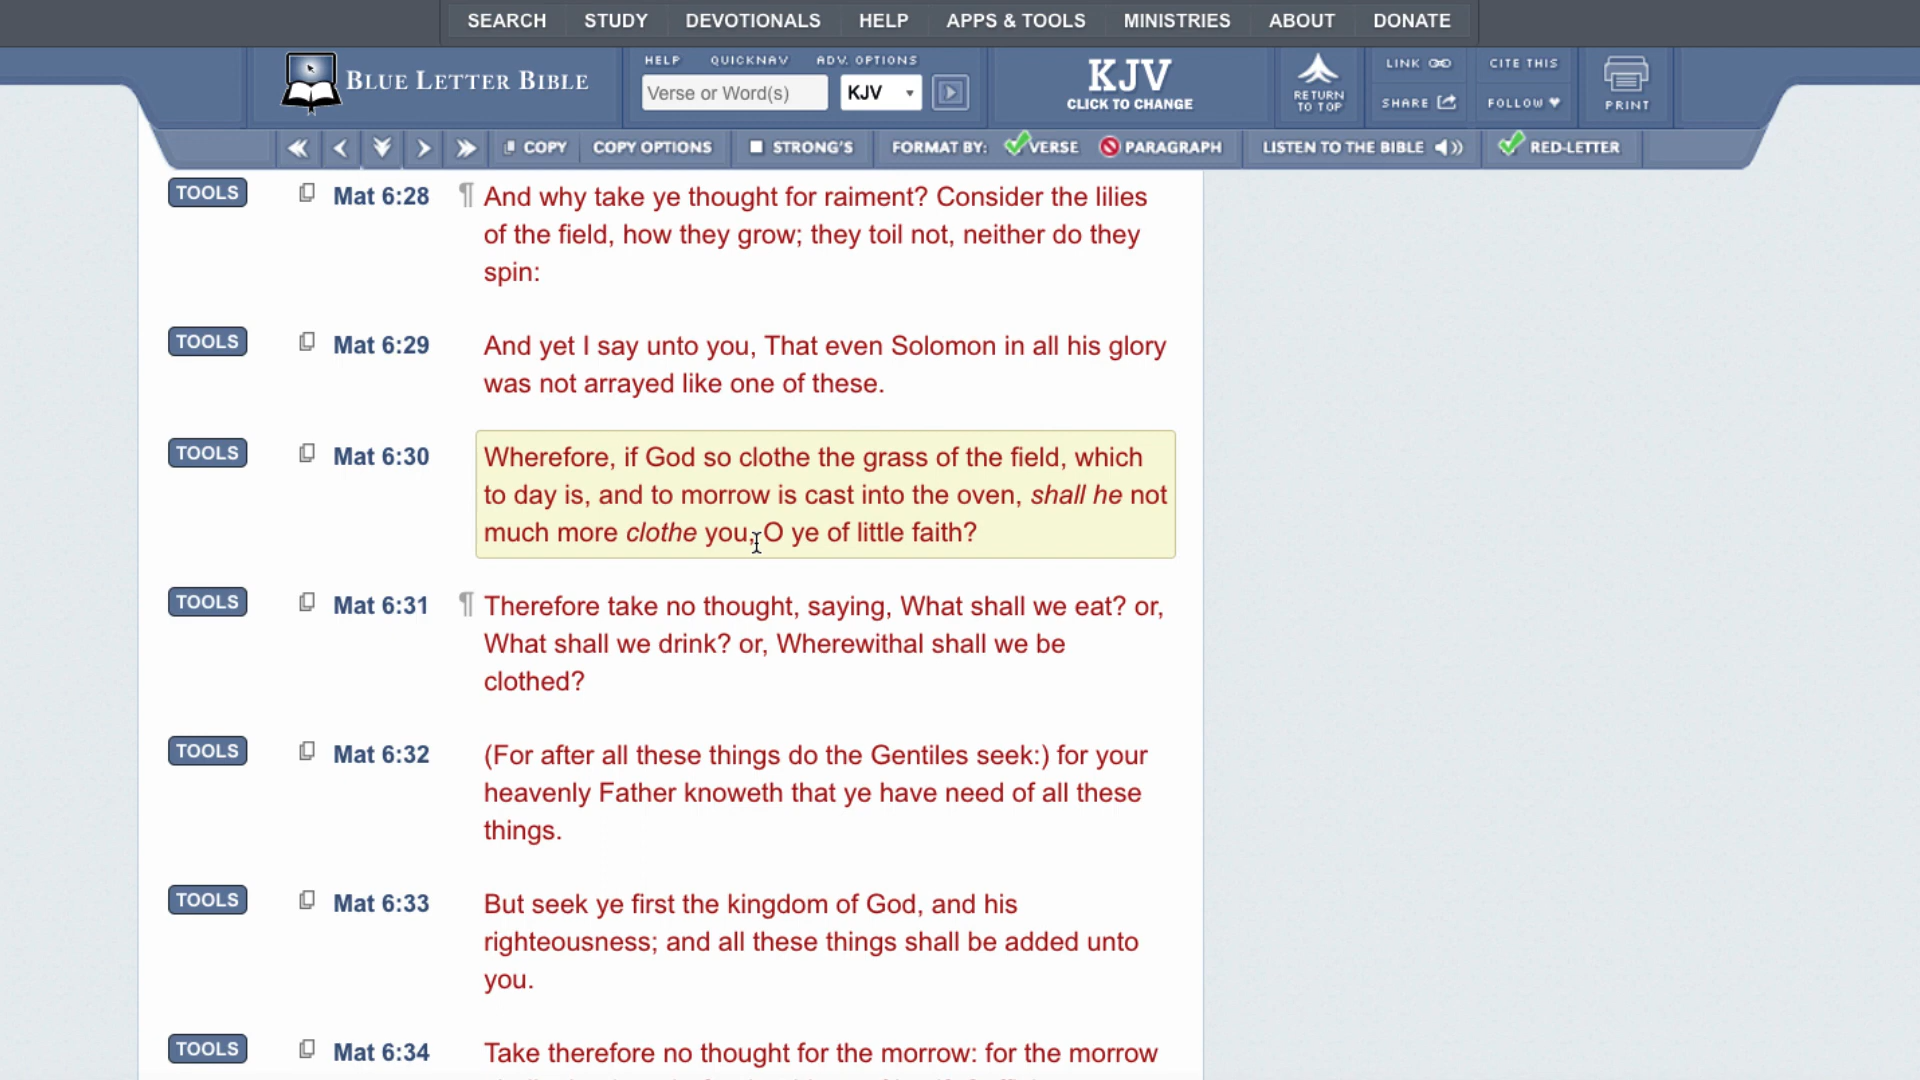 SEARCH STUDY DEVOTIONALS HELP APPS & TOOLS MINISTRIES ABOUT DONATE
BLUE LETTER BIBLE
HELP QUICKNAV ADV. OPTIONS
Verse or Word(s) KJV
KJV
CLICK TO CHANGE
RETURN
TO TOP
LINK CITE THIS
SHARE FOLLOW
PRINT
COPY COPY OPTIONS STRONG'S FORMAT BY: VERSE PARAGRAPH LISTEN TO THE BIBLE RED-LETTER
TOOLS Mat 6:28 ¶ And why take ye thought for raiment? Consider the lilies
of the field, how they grow; they toil not, neither do they
spin:
TOOLS Mat 6:29 And yet I say unto you, That even Solomon in all his glory
was not arrayed like one of these.
TOOLS Mat 6:30 Wherefore, if God so clothe the grass of the field, which
to day is, and to morrow is cast into the oven, shall he not
much more clothe you, O ye of little faith?
TOOLS Mat 6:31 ¶ Therefore take no thought, saying, What shall we eat? or,
What shall we drink? or, Wherewithal shall we be
clothed?
TOOLS Mat 6:32 (For after all these things do the Gentiles seek:) for your
heavenly Father knoweth that ye have need of all these
things.
TOOLS Mat 6:33 But seek ye first the kingdom of God, and his
righteousness; and all these things shall be added unto
you.
TOOLS Mat 6:34 Take therefore no thought for the morrow: for the morrow